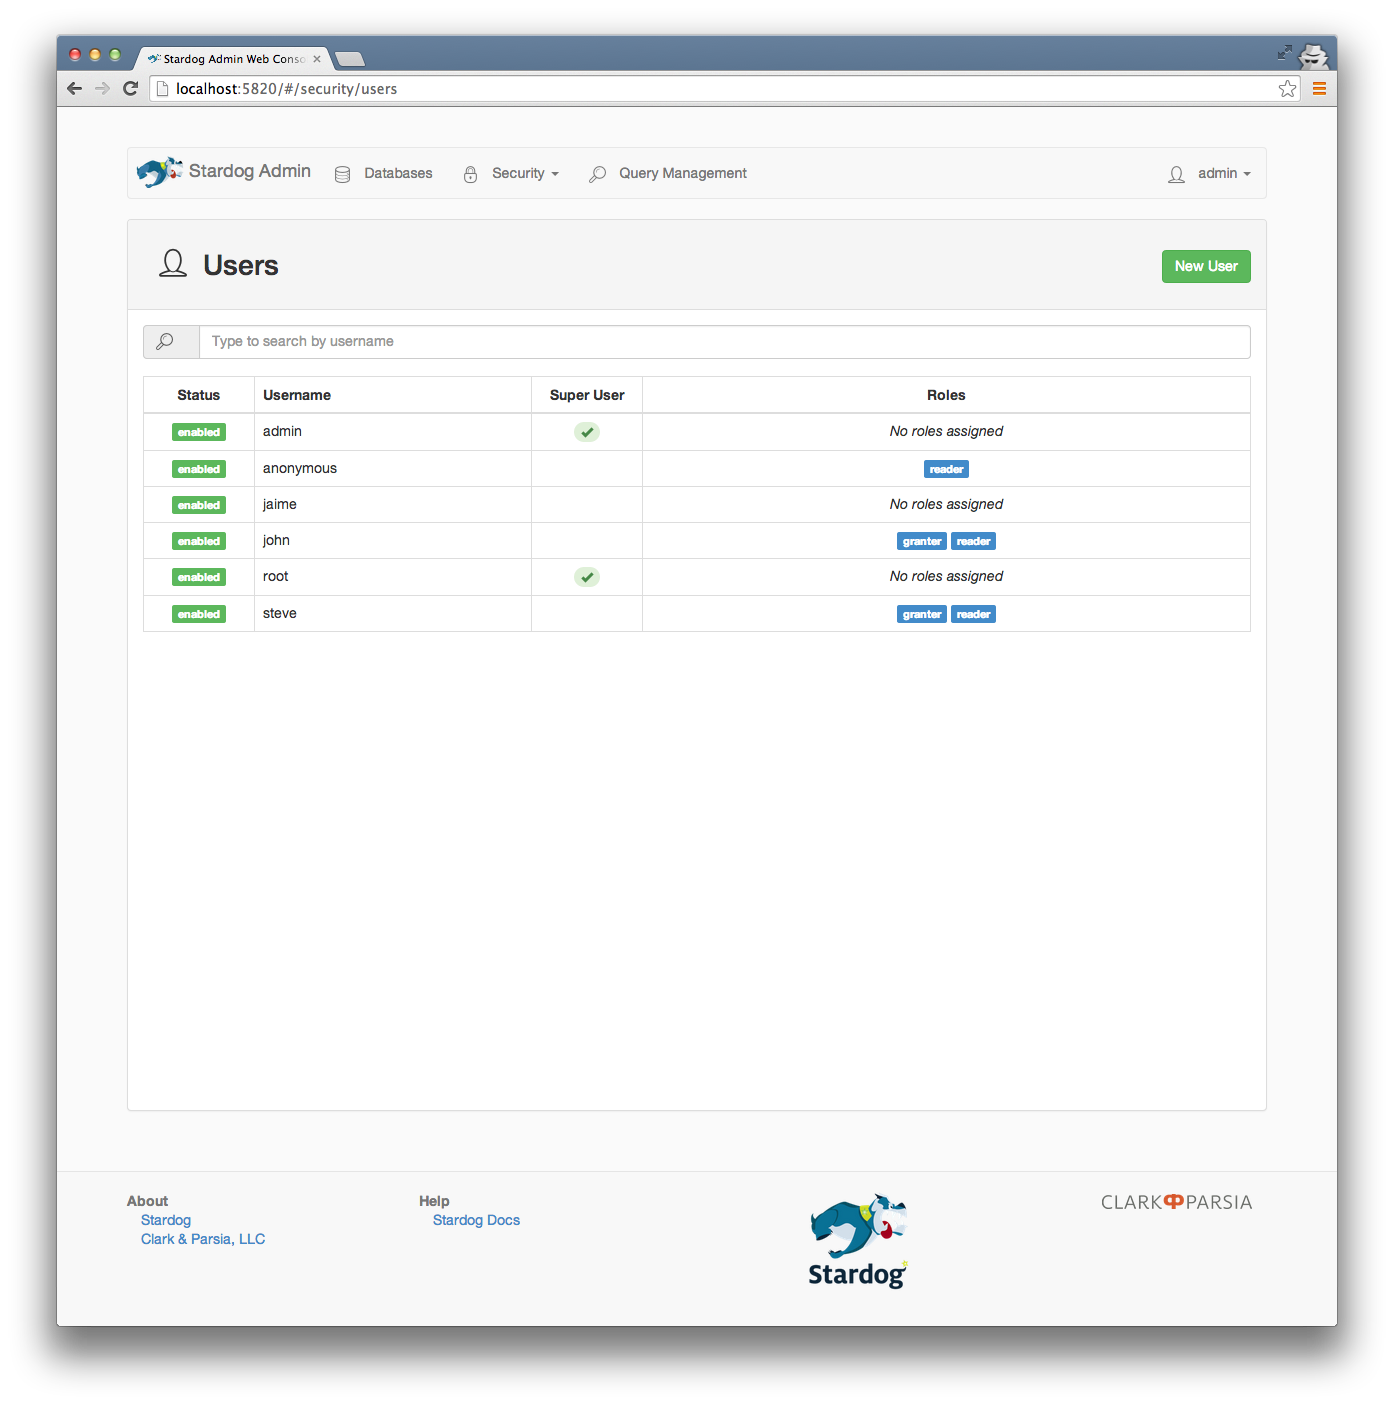 Stardog Admin Web Conso
localhost:5820/#/security/users
Stardog Admin Databases Security Query Management admin
Users New User
Type to search by username
Status Username Super User Roles
enabled admin No roles assigned
enabled anonymous reader
enabled jaime No roles assigned
enabled john granter reader
enabled root No roles assigned
enabled steve granter reader
About Help CLARK PARSIA
Stardog Stardog Docs
Clark & Parsia, LLC
Stardog